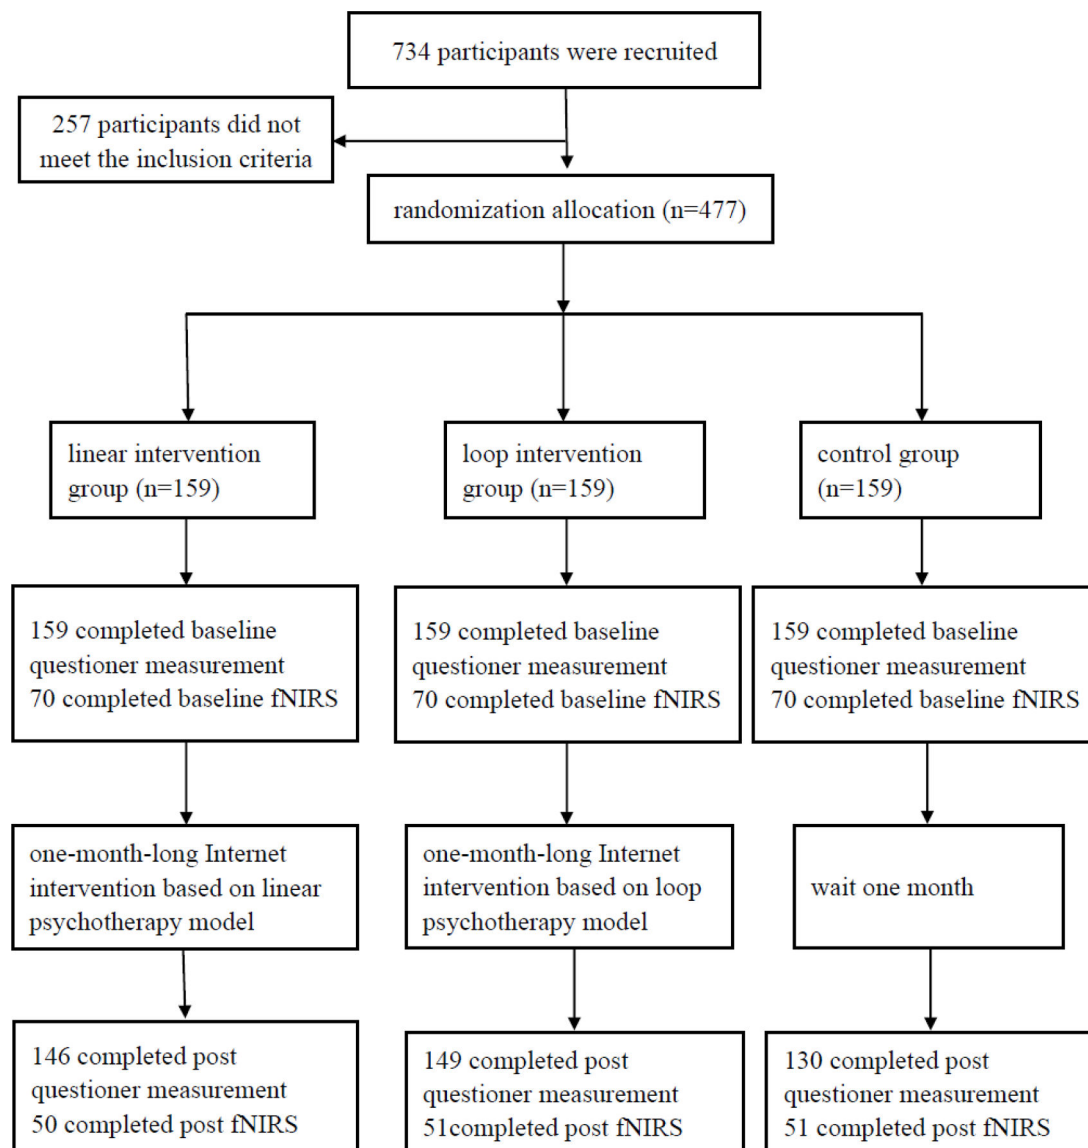 734 participants were recruited
257 participants did not
meet the inclusion criteria
randomization allocation (n=477)
linear intervention
group (n=159)
loop intervention
group (n=159)
control group
(n=159)
159 completed baseline
questioner measurement
70 completed baseline fNIRS
159 completed baseline
questioner measurement
70 completed baseline fNIRS
159 completed baseline
questioner measurement
70 completed baseline fNIRS
one-month-long Internet
intervention based on linear
psychotherapy model
one-month-long Internet
intervention based on loop
psychotherapy model
wait one month
146 completed post
questioner measurement
50 completed post fNIRS
149 completed post
questioner measurement
51completed post fNIRS
130 completed post
questioner measurement
51 completed post fNIRS